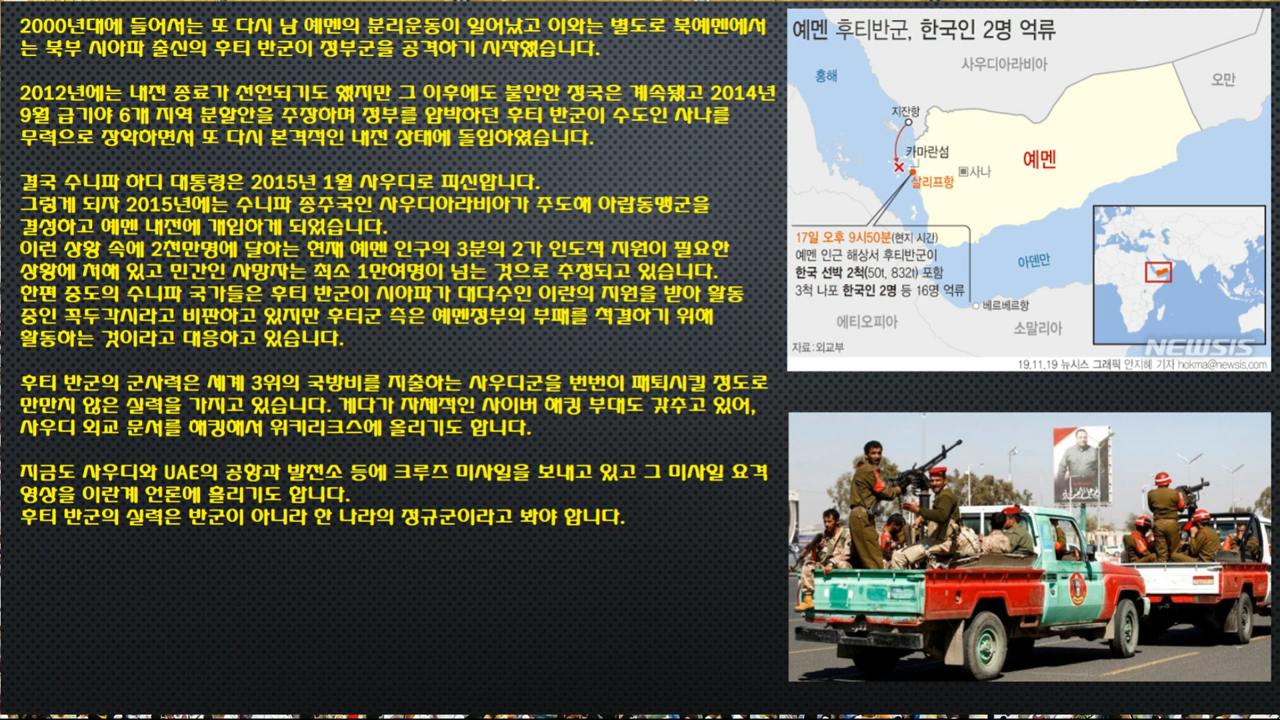 2000년대에 들어서는 또 다시 남 예멘의 분리운동이 일어났고 이와는 별도로 북예멘에서
는 북부 시아파 출신의 후티 반군이 정부군을 공격하기 시작했습니다.
2012년에는 내전 종료가 선언되기도 했지만 그 이후에도 불안한 정국은 계속됐고 2014년
9월 급기야 6개 지역 분할안을 주장하며 정부를 압박하던 후티 반군이 수도인 사나를
무력으로 장악하면서 또 다시 본격적인 내전 상태에 돌입하였습니다.
결국 수니파 하디 대통령은 2015년 1월 사우디로 피신합니다.
그렇게 되자 2015년에는 수니파 종주국인 사우디아라비아가 주도해 아랍동맹군을
결성하고 예멘 내전에 개입하게 되었습니다.
이런 상황 속에 2천만명에 달하는 현재 예멘 인구의 3분의 2가 인도적 지원이 필요한
상황에 처해 있고 민간인 사망자는 최소 1만여명이 넘는 것으로 추정되고 있습니다.
한편 중도의 수니파 국가들은 후티 반군이 시아파가 대다수인 이란의 지원을 받아 활동
중인 꼭두각시라고 비판하고 있지만 후티군 측은 예멘정부의 부패를 척결하기 위해
활동하는 것이라고 대응하고 있습니다.
후티 반군의 군사력은 세계 3위의 국방비를 지출하는 사우디군을 번번히 패퇴시킬 정도로
만만치 않은 실력을 가지고 있습니다. 게다가 자체적인 사이버 해킹 부대도 갖추고 있어,
사우디 외교 문서를 해킹해서 위키리크스에 올리기도 합니다.
지금도 사우디와 UAE의 공항과 발전소 등에 크루즈 미사일을 보내고 있고 그 미사일 요격
영상을 이란계 언론에 흘리기도 합니다.
후티 반군의 실력은 반군이 아니라 한 나라의 정규군이라고 봐야 합니다.
예멘 후티반군, 한국인 2명 억류
사우디아라비아
홍해
오만
지잔항
카마란섬
예멘
사나
살리프항
17일 오후 9시50분(현지 시간)
예멘 인근 해상서 후티반군이
한국 선박 2척(50t, 832t) 포함
3척 나포 한국인 2명 등 16명 억류
아덴만
베르베르항
에티오피아
소말리아
자료:외교부
NEWSIS
19.11.19 뉴시스 그래픽 안지혜 기자 hokma@newsis.com